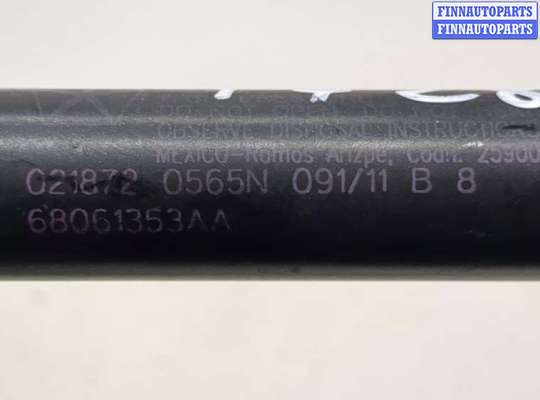 FINNAUTOPARTS
FINNAUTOPARTS
OBSERVE DISPOSAL INSTRUCTIO
MEXICO-Ramos Arizpe, Coah. 25900
021872 0565N 091/11 B 8
68061353AA